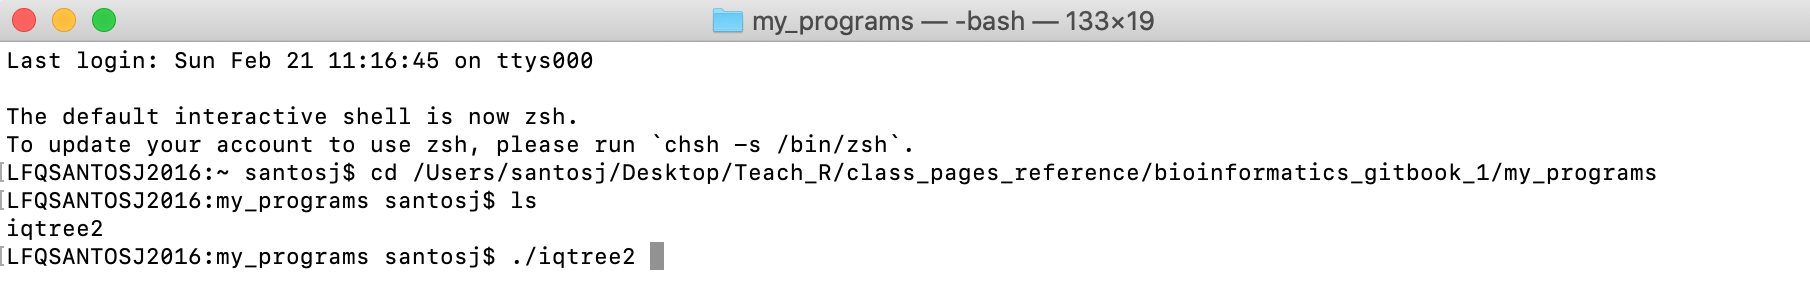 my_programs — -bash — 133×19
Last login: Sun Feb 21 11:16:45 on ttys000
The default interactive shell is now zsh.
To update your account to use zsh, please run `chsh -s /bin/zsh`.
[LFQSANTOSJ2016:~ santosj$ cd /Users/santosj/Desktop/Teach_R/class_pages_reference/bioinformatics_gitbook_1/my_programs
[LFQSANTOSJ2016:my_programs santosj$ ls
iqtree2
[LFQSANTOSJ2016:my_programs santosj$ ./iqtree2